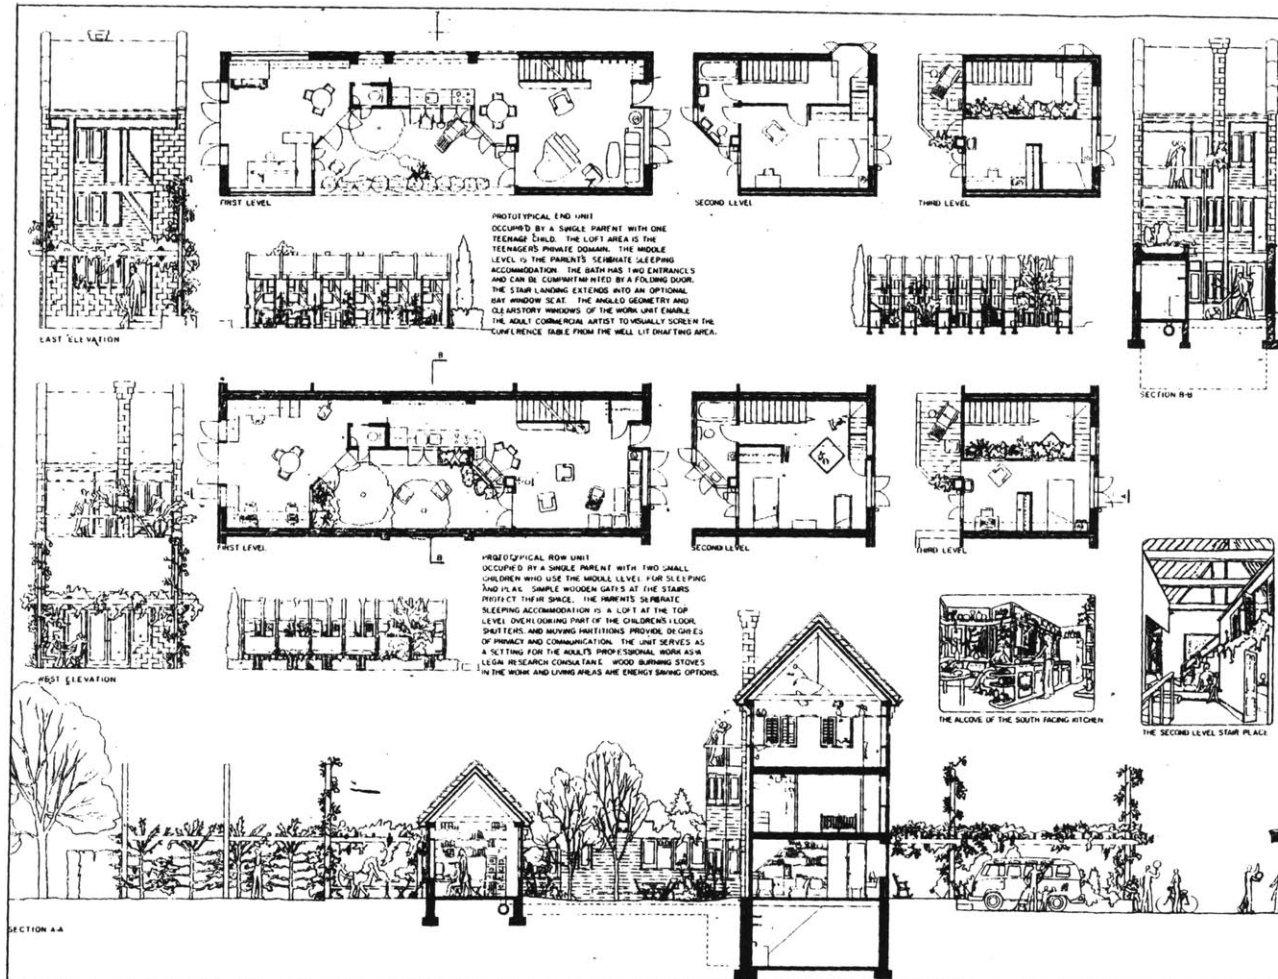 FIRST LEVEL
SECOND LEVEL
THIRD LEVEL
PROTOTYPICAL END UNIT
OCCUPIED BY A SINGLE PARENT WITH ONE
TEENAGE CHILD. THE LOFT AREA IS THE
TEENAGER'S PRIVATE DOMAIN. THE MIDDLE
LEVEL IS THE PARENT'S SEPARATE SLEEPING
ACCOMMODATION. THE BATH HAS TWO ENTRANCES
AND CAN BE COMPARTMENTED BY A FOLDING DOOR.
THE STAIR LANDING EXTENDS INTO AN OPTIONAL
BAY WINDOW SEAT. THE ANGLED GEOMETRY AND
CLEARSTORY WINDOWS OF THE WORK UNIT ENABLE
THE ADULT COMMERCIAL ARTIST TO VISUALLY SCREEN THE
CONFERENCE TABLE FROM THE WELL LIT DRAFTING AREA.
EAST ELEVATION
SECTION B-B
B
B
FIRST LEVEL
SECOND LEVEL
THIRD LEVEL
PROTOTYPICAL ROW UNIT
OCCUPIED BY A SINGLE PARENT WITH TWO SMALL
CHILDREN WHO USE THE MIDDLE LEVEL FOR SLEEPING
AND PLAY. SIMPLE WOODEN GATES AT THE STAIRS
PROTECT THEIR SPACE. THE PARENT'S SEPARATE
SLEEPING ACCOMMODATION IS A LOFT AT THE TOP
LEVEL OVERLOOKING PART OF THE CHILDREN'S FLOOR.
SHUTTERS AND MOVING PARTITIONS PROVIDE DEGREES
OF PRIVACY AND COMMUNICATION. THE UNIT SERVES AS
A SETTING FOR THE ADULT'S PROFESSIONAL WORK AS A
LEGAL RESEARCH CONSULTANT. WOOD BURNING STOVES
IN THE WORK AND LIVING AREAS ARE ENERGY SAVING OPTIONS.
WEST ELEVATION
THE ALCOVE OF THE SOUTH FACING KITCHEN
THE SECOND LEVEL STAIR PLACE
SECTION A-A